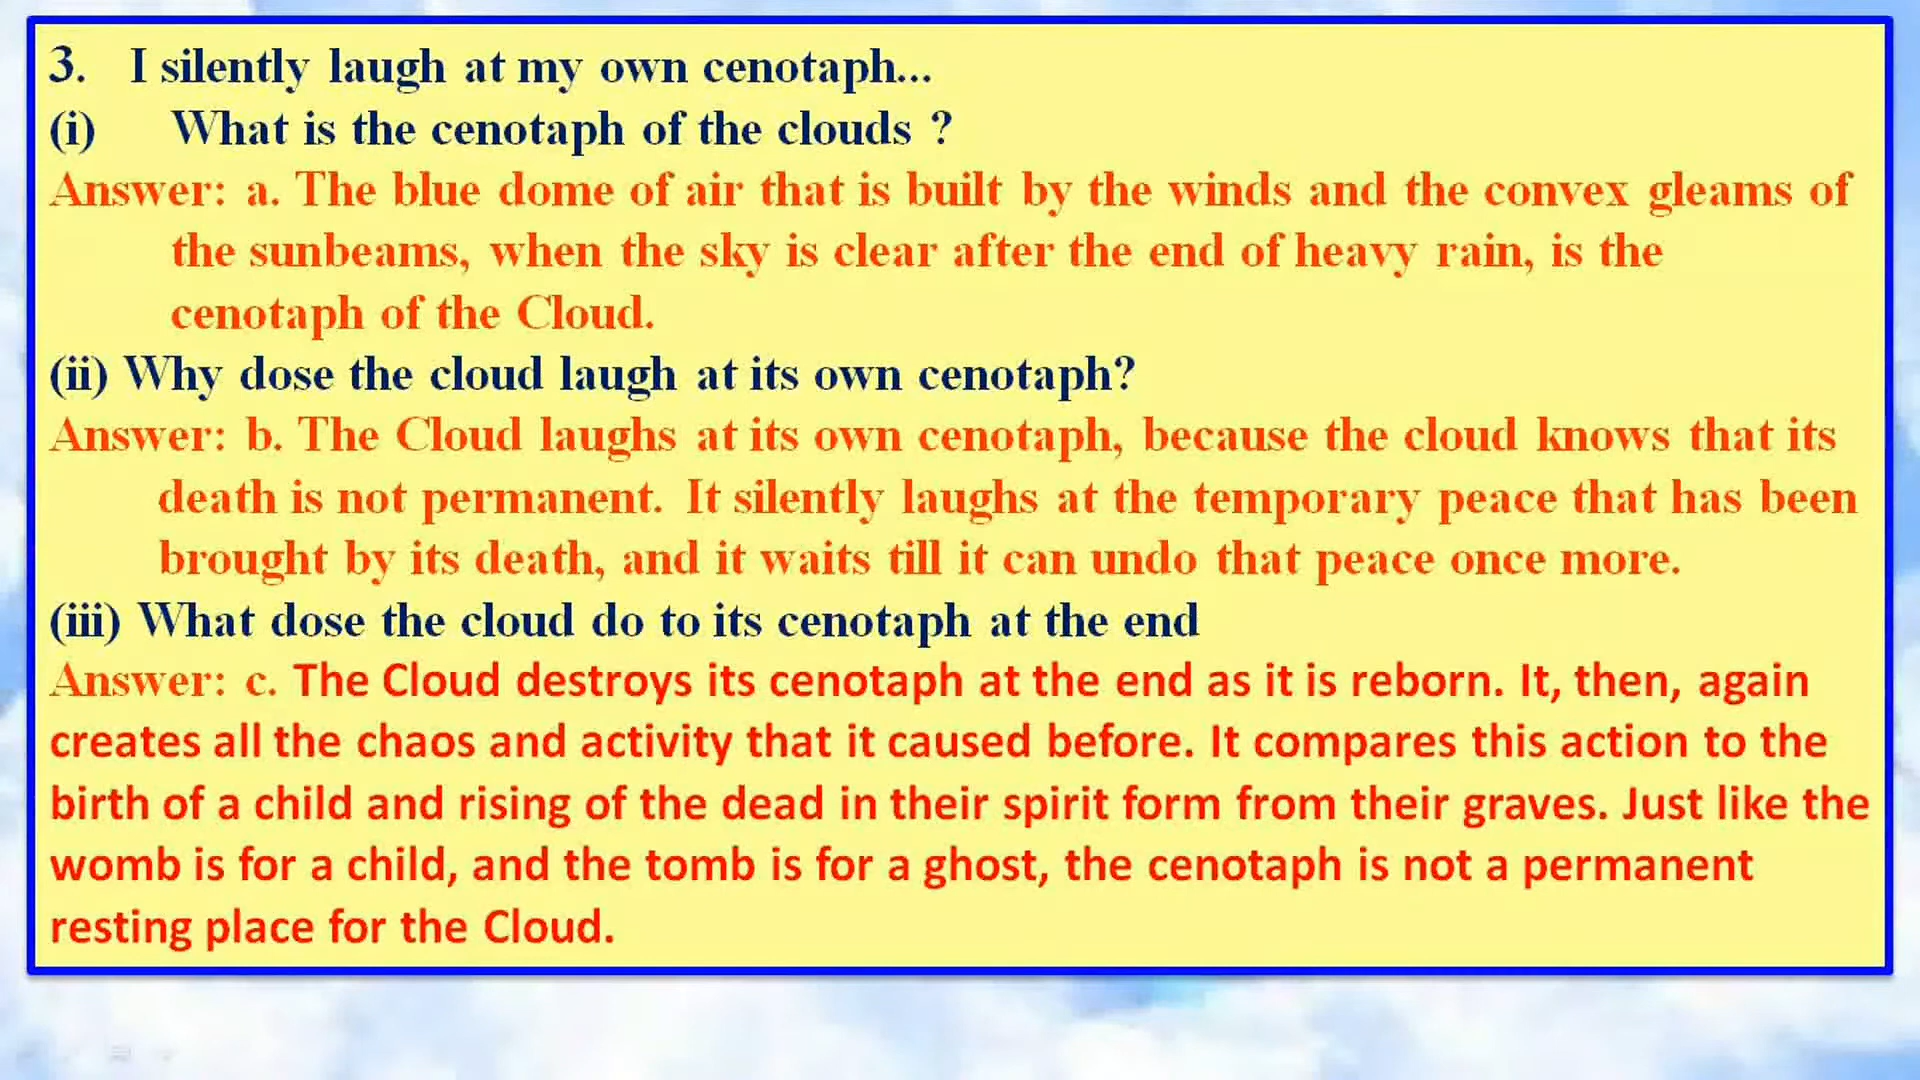 3. I silently laugh at my own cenotaph...
(i) What is the cenotaph of the clouds ?
Answer: a. The blue dome of air that is built by the winds and the convex gleams of
the sunbeams, when the sky is clear after the end of heavy rain, is the
cenotaph of the Cloud.
(ii) Why dose the cloud laugh at its own cenotaph?
Answer: b. The Cloud laughs at its own cenotaph, because the cloud knows that its
death is not permanent. It silently laughs at the temporary peace that has been
brought by its death, and it waits till it can undo that peace once more.
(iii) What dose the cloud do to its cenotaph at the end
Answer: c. The Cloud destroys its cenotaph at the end as it is reborn. It, then, again
creates all the chaos and activity that it caused before. It compares this action to the
birth of a child and rising of the dead in their spirit form from their graves. Just like the
womb is for a child, and the tomb is for a ghost, the cenotaph is not a permanent
resting place for the Cloud.